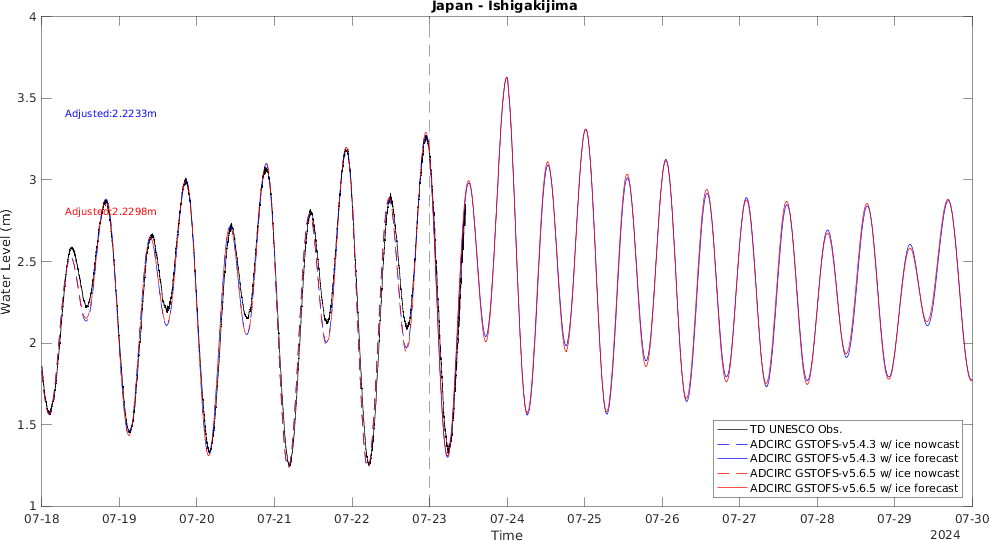 Japan - Ishigakijima
4
3.5
3
2.5
2
1.5
1
Water Level (m)
Adjusted:2.2233m
Adjusted:2.2298m
TD UNESCO Obs.
ADCIRC GSTOFS-v5.4.3 w/ ice nowcast
ADCIRC GSTOFS-v5.4.3 w/ ice forecast
ADCIRC GSTOFS-v5.6.5 w/ ice nowcast
ADCIRC GSTOFS-v5.6.5 w/ ice forecast
07-18 07-19 07-20 07-21 07-22 07-23 07-24 07-25 07-26 07-27 07-28 07-29 07-30
Time
2024